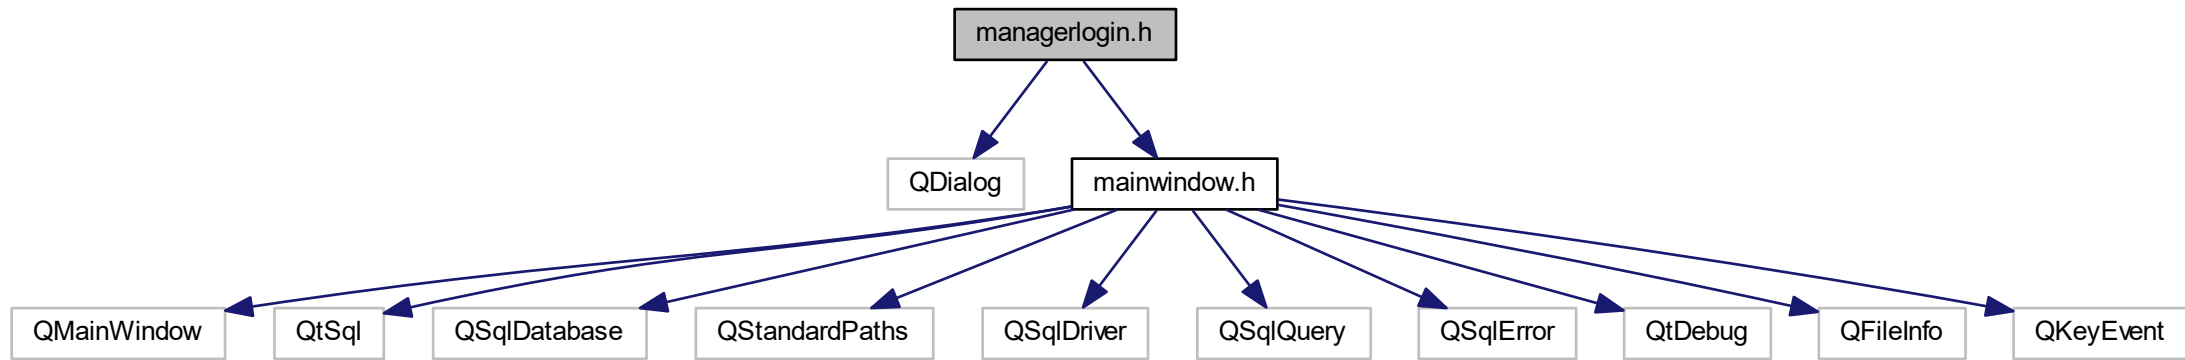 managerlogin.h
QDialog
mainwindow.h
QMainWindow
QtSql
QSqlDatabase
QStandardPaths
QSqlDriver
QSqlQuery
QSqlError
QtDebug
QFileInfo
QKeyEvent